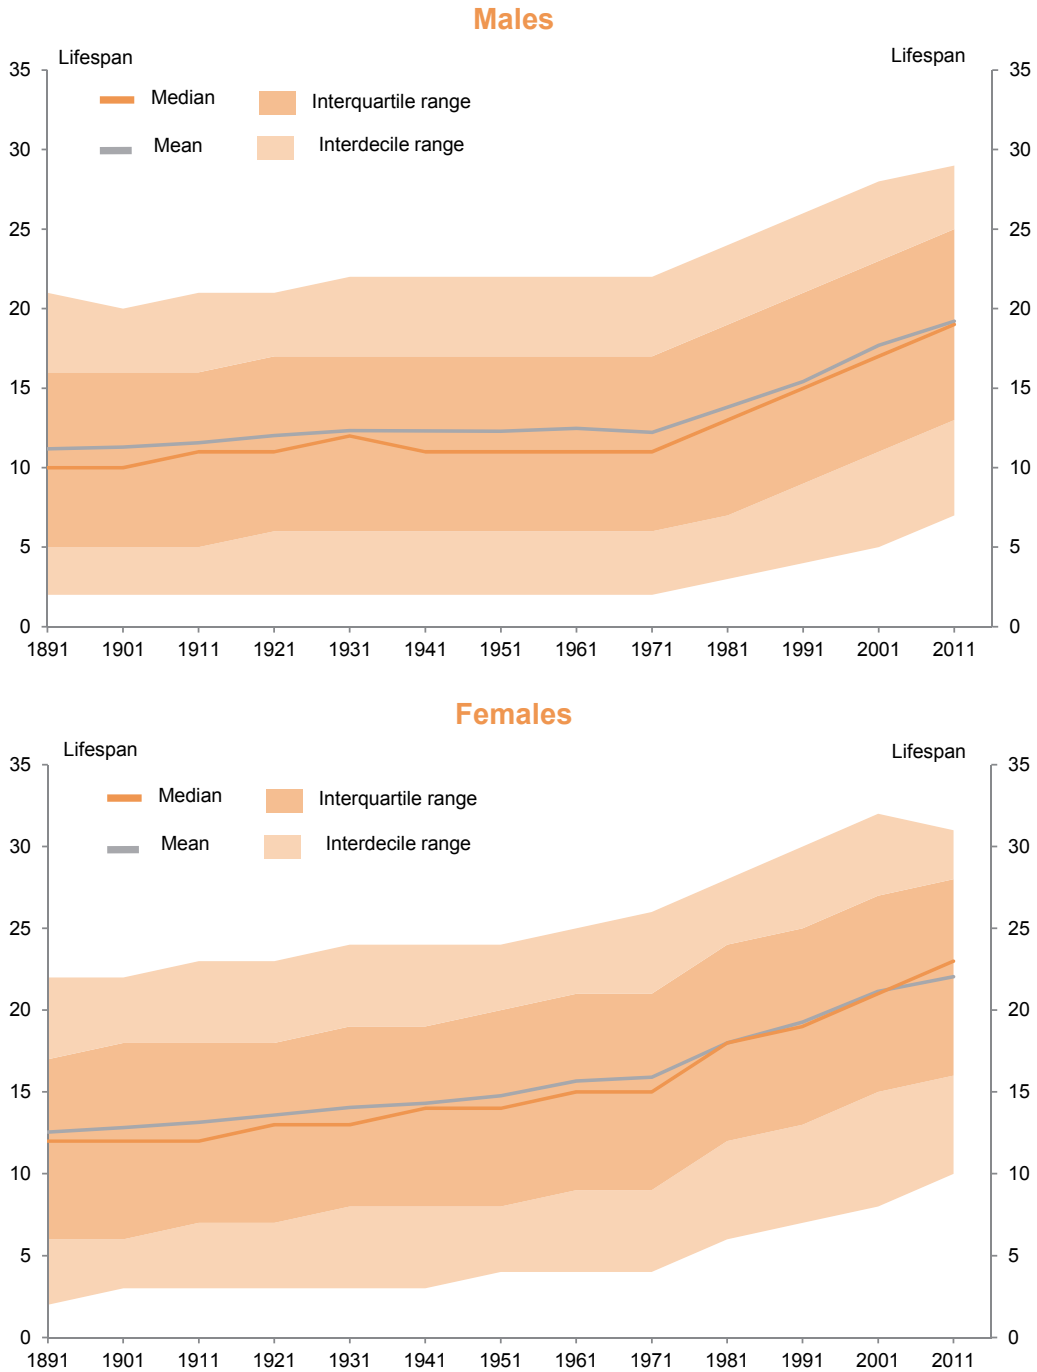 Males
Lifespan Lifespan
35 35
Median Interquartile range
30 30
Mean Interdecile range
25 25
20 20
15 15
10 10
5 5
0 0
1891 1901 1911 1921 1931 1941 1951 1961 1971 1981 1991 2001 2011
Females
Lifespan Lifespan
35 35
Median Interquartile range
30 30
Mean Interdecile range
25 25
20 20
15 15
10 10
5 5
0 0
1891 1901 1911 1921 1931 1941 1951 1961 1971 1981 1991 2001 2011